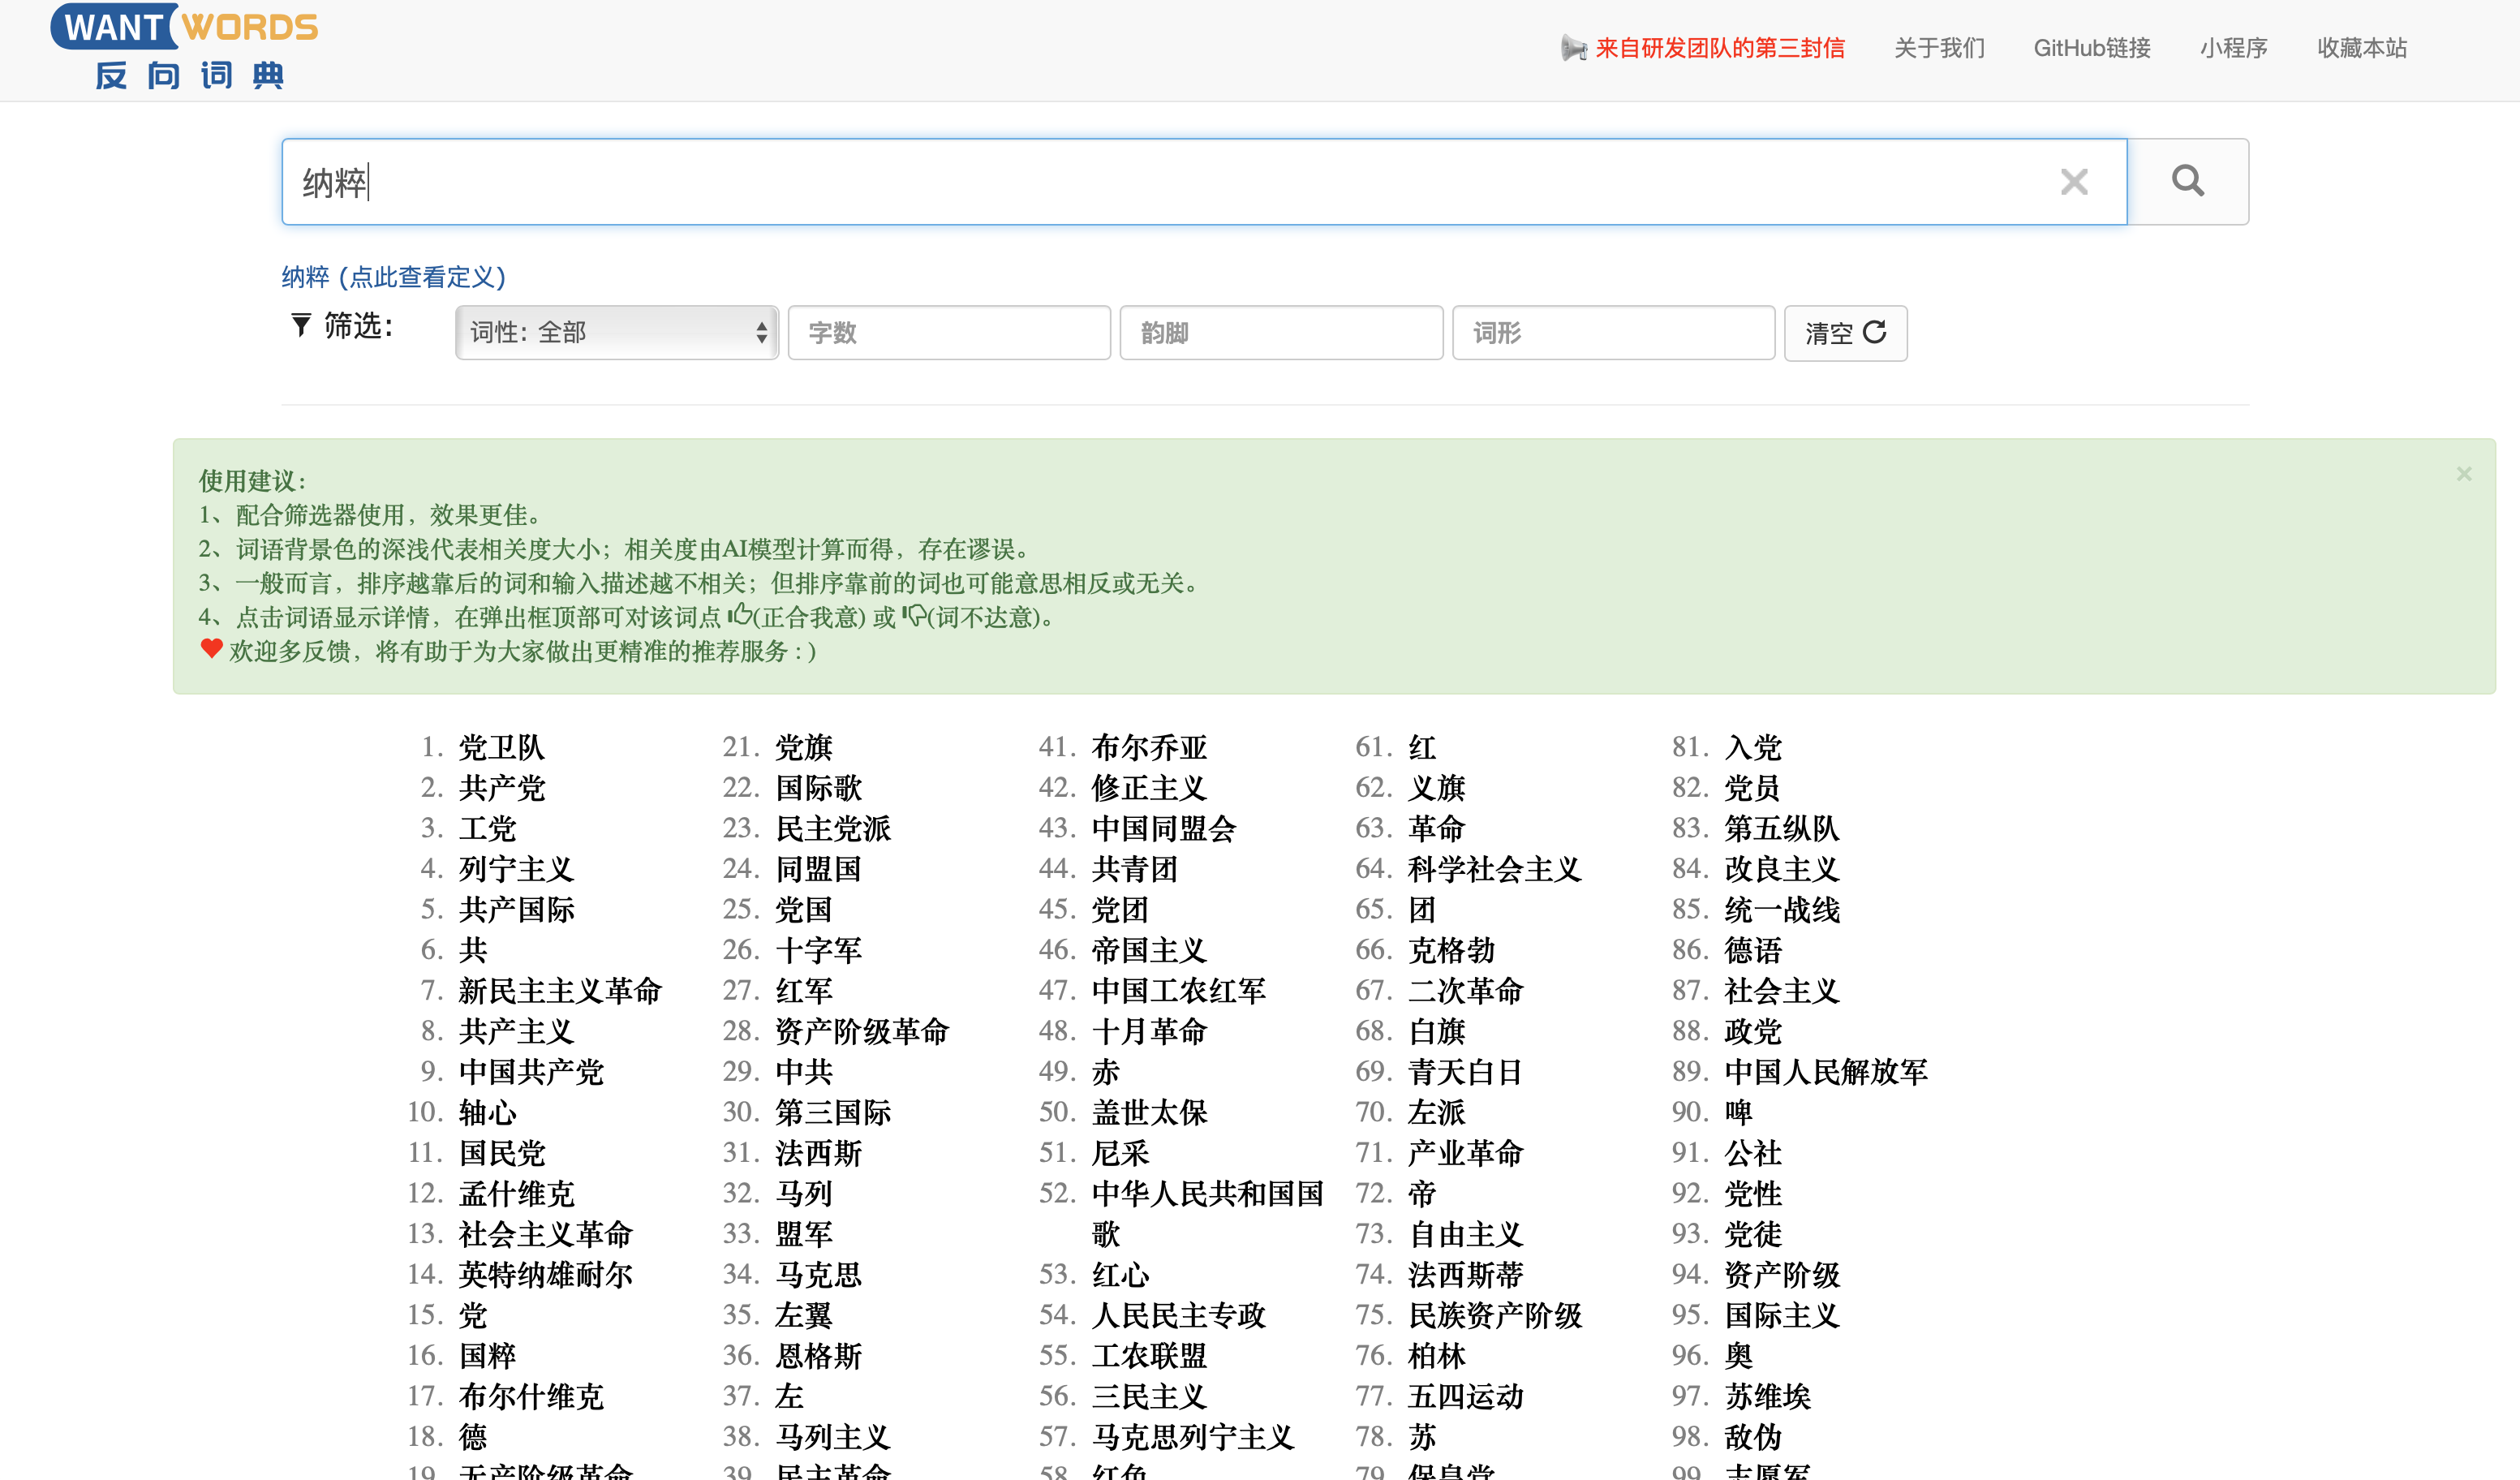 WANT WORDS
反向词典
来自研发团队的第三封信 关于我们 GitHub链接 小程序 收藏本站
纳粹
纳粹 (点此查看定义)
筛选： 词性：全部 字数 韵脚 词形 清空
使用建议：
1、配合筛选器使用，效果更佳。
2、词语背景色的深浅代表相关度大小；相关度由AI模型计算而得，存在谬误。
3、一般而言，排序越靠后的词和输入描述越不相关；但排序靠前的词也可能意思相反或无关。
4、点击词语显示详情，在弹出框顶部可对该词点 (正合我意) 或 (词不达意)。
欢迎多反馈，将有助于为大家做出更精准的推荐服务 : )
1. 党卫队
2. 共产党
3. 工党
4. 列宁主义
5. 共产国际
6. 共
7. 新民主主义革命
8. 共产主义
9. 中国共产党
10. 轴心
11. 国民党
12. 孟什维克
13. 社会主义革命
14. 英特纳雄耐尔
15. 党
16. 国粹
17. 布尔什维克
18. 德
19. 无产阶级革命
21. 党旗
22. 国际歌
23. 民主党派
24. 同盟国
25. 党国
26. 十字军
27. 红军
28. 资产阶级革命
29. 中共
30. 第三国际
31. 法西斯
32. 马列
33. 盟军
34. 马克思
35. 左翼
36. 恩格斯
37. 左
38. 马列主义
39. 民主革命
41. 布尔乔亚
42. 修正主义
43. 中国同盟会
44. 共青团
45. 党团
46. 帝国主义
47. 中国工农红军
48. 十月革命
49. 赤
50. 盖世太保
51. 尼采
52. 中华人民共和国国
歌
53. 红心
54. 人民民主专政
55. 工农联盟
56. 三民主义
57. 马克思列宁主义
58. 红色
61. 红
62. 义旗
63. 革命
64. 科学社会主义
65. 团
66. 克格勃
67. 二次革命
68. 白旗
69. 青天白日
70. 左派
71. 产业革命
72. 帝
73. 自由主义
74. 法西斯蒂
75. 民族资产阶级
76. 柏林
77. 五四运动
78. 苏
79. 保皇党
81. 入党
82. 党员
83. 第五纵队
84. 改良主义
85. 统一战线
86. 德语
87. 社会主义
88. 政党
89. 中国人民解放军
90. 啤
91. 公社
92. 党性
93. 党徒
94. 资产阶级
95. 国际主义
96. 奥
97. 苏维埃
98. 敌伪
99. 志愿军